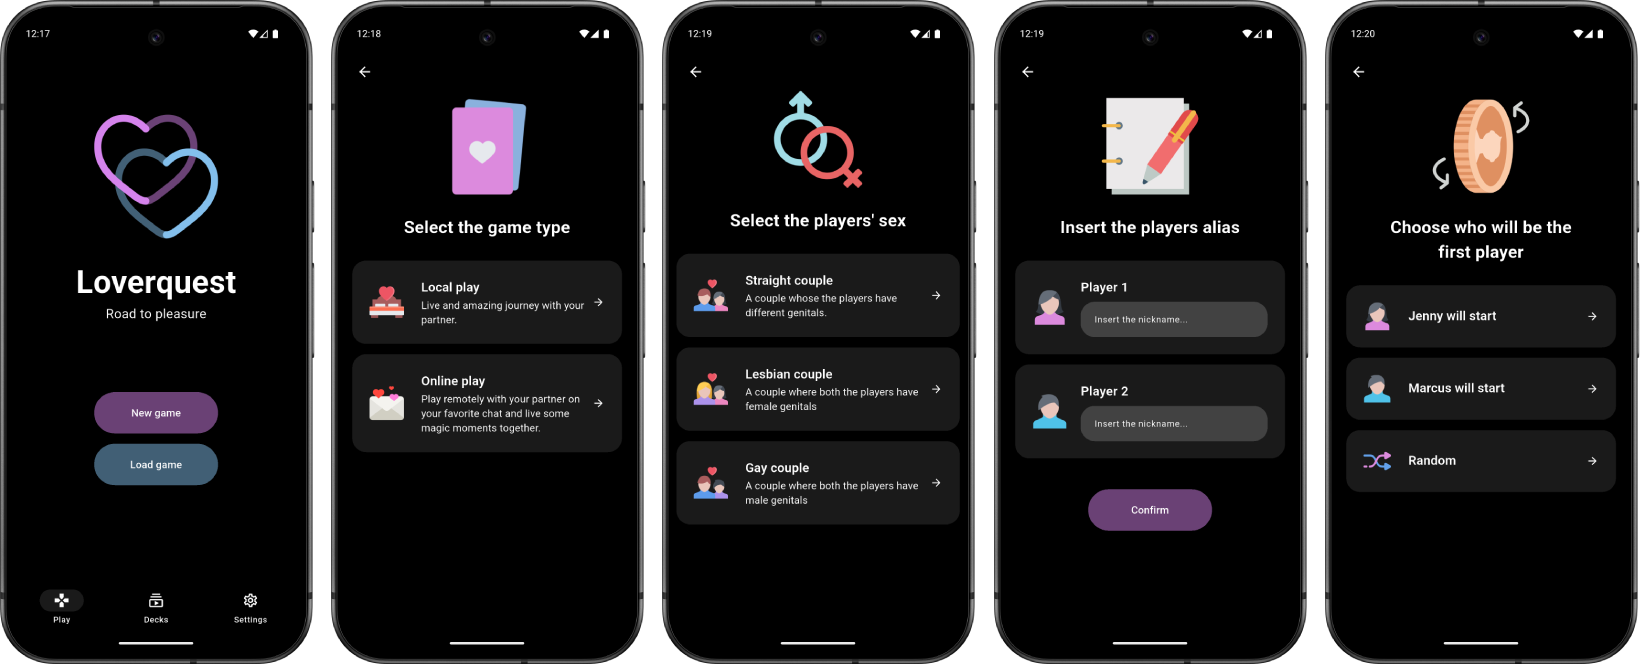 12:17
Loverquest
Road to pleasure
New game
Load game
Play
Decks
Settings
12:18
Select the game type
Local play
Live and amazing journey with your
partner.
Online play
Play remotely with your partner on
your favorite chat and live some
magic moments together.
12:19
Select the players' sex
Straight couple
A couple whose the players have
different genitals.
Lesbian couple
A couple where both the players have
female genitals
Gay couple
A couple where both the players have
male genitals
12:19
Insert the players alias
Player 1
Insert the nickname...
Player 2
Insert the nickname...
Confirm
12:20
Choose who will be the
first player
Jenny will start
Marcus will start
Random